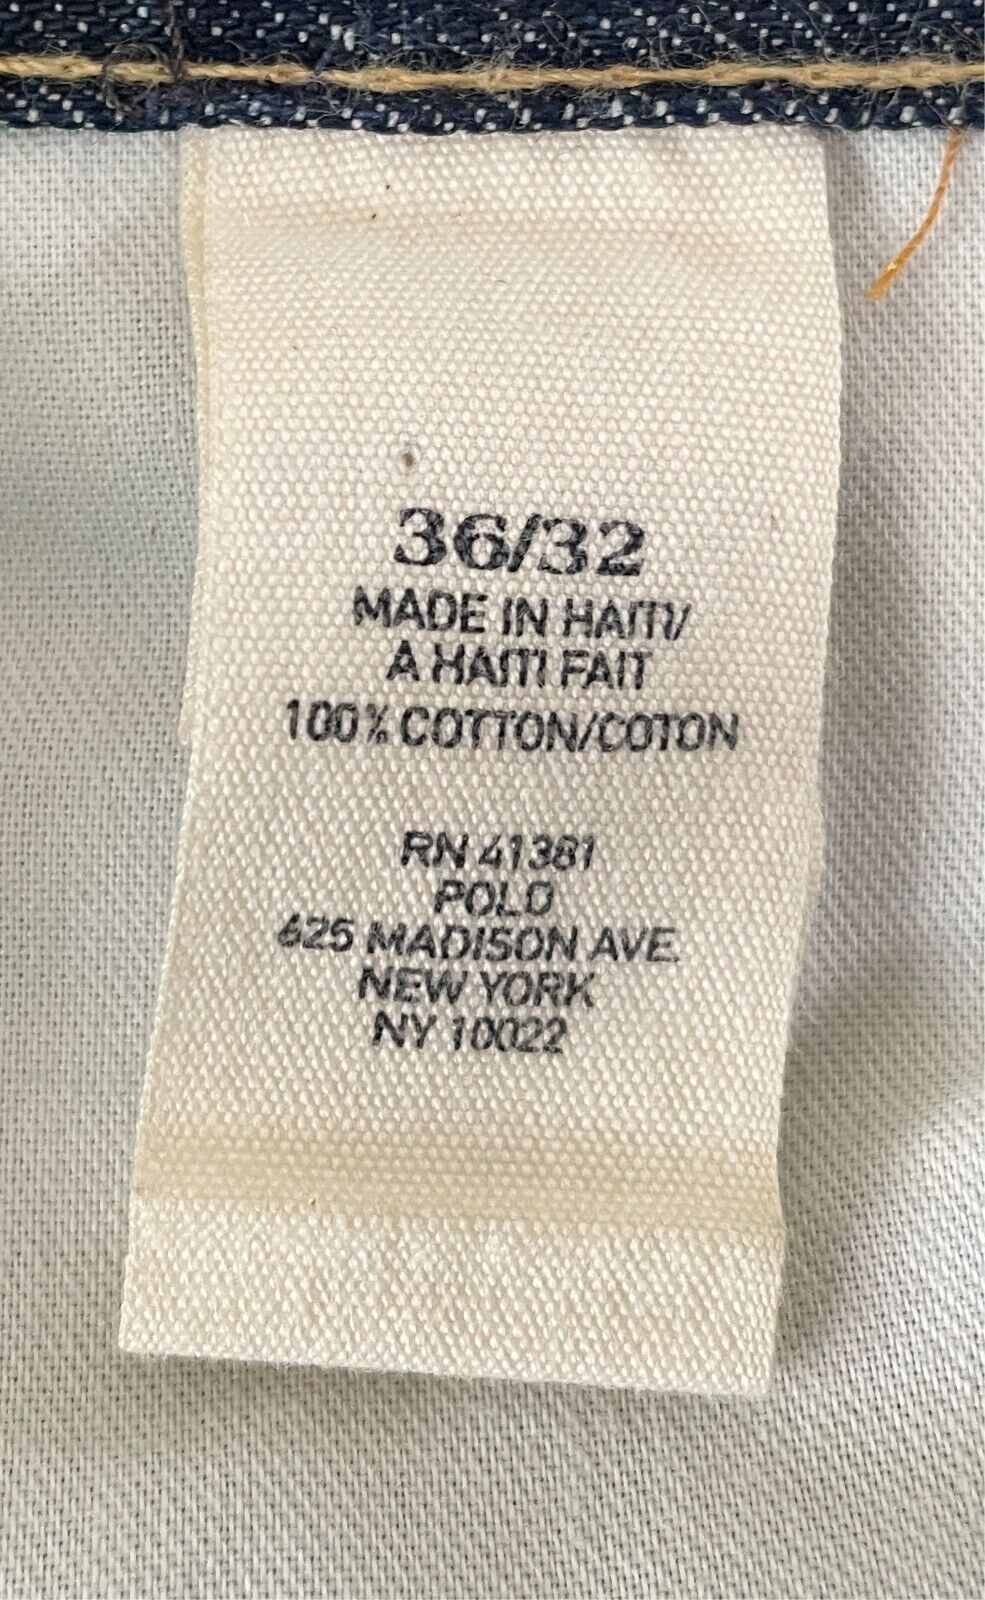 36/32
MADE IN HAITI/
A HAITI FAIT
100% COTTON/COTON
RN 41381
POLO
625 MADISON AVE.
NEW YORK
NY 10022